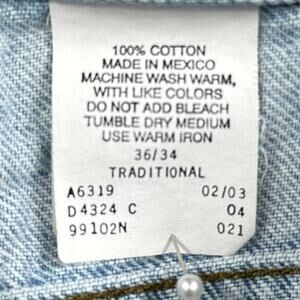 100% COTTON
MADE IN MEXICO
MACHINE WASH WARM,
WITH LIKE COLORS
DO NOT ADD BLEACH
TUMBLE DRY MEDIUM
USE WARM IRON
36/34
TRADITIONAL
A6319 02/03
D4324 C 04
99102N 021